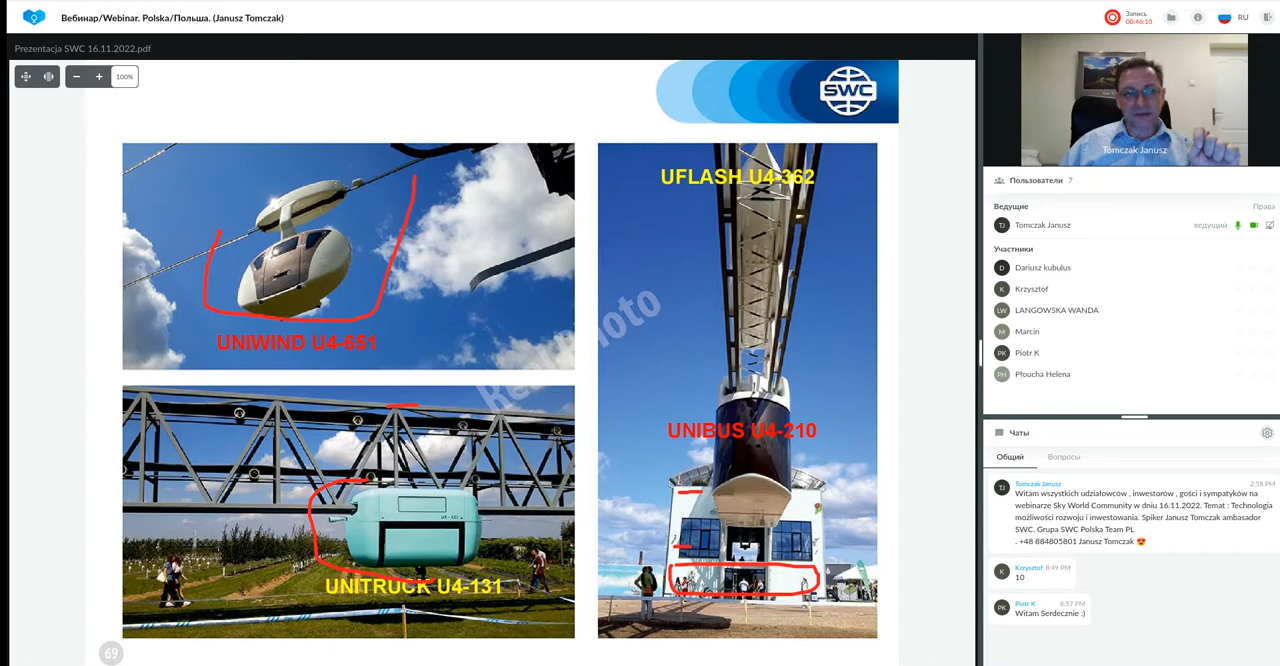 Вебинар/Webinar. Polska/Польша. (Janusz Tomczak)
Запись
00:46:10
RU
Prezentacja SWC 16.11.2022.pdf
100%
SWC
UNIWIND U4-651
UFLASH U4-362
UNIBUS U4-210
UNITRUCK U4-131
69
Tomczak Janusz
Пользователи 7
Ведущие
Права
TJ
Tomczak Janusz
ведущий
Участники
D
Dariusz kubulus
K
Krzysztof
LW
LANGOWSKA WANDA
M
Marcin
PK
Piotr K
PH
Płoucha Helena
Чаты
Общий
Вопросы
TJ
Tomczak Janusz 2:58 PM
Witam wszystkich udziałowców , inwestorów , gości i sympatyków na
webinarze Sky World Community w dniu 16.11.2022. Temat : Technologia
możliwości rozwoju i inwestowania. Spiker Janusz Tomczak ambasador
SWC. Grupa SWC Polska Team PL
. +48 884805801 Janusz Tomczak 😍
K
Krzysztof 8:49 PM
10
PK
Piotr K 8:57 PM
Witam Serdecznie :)